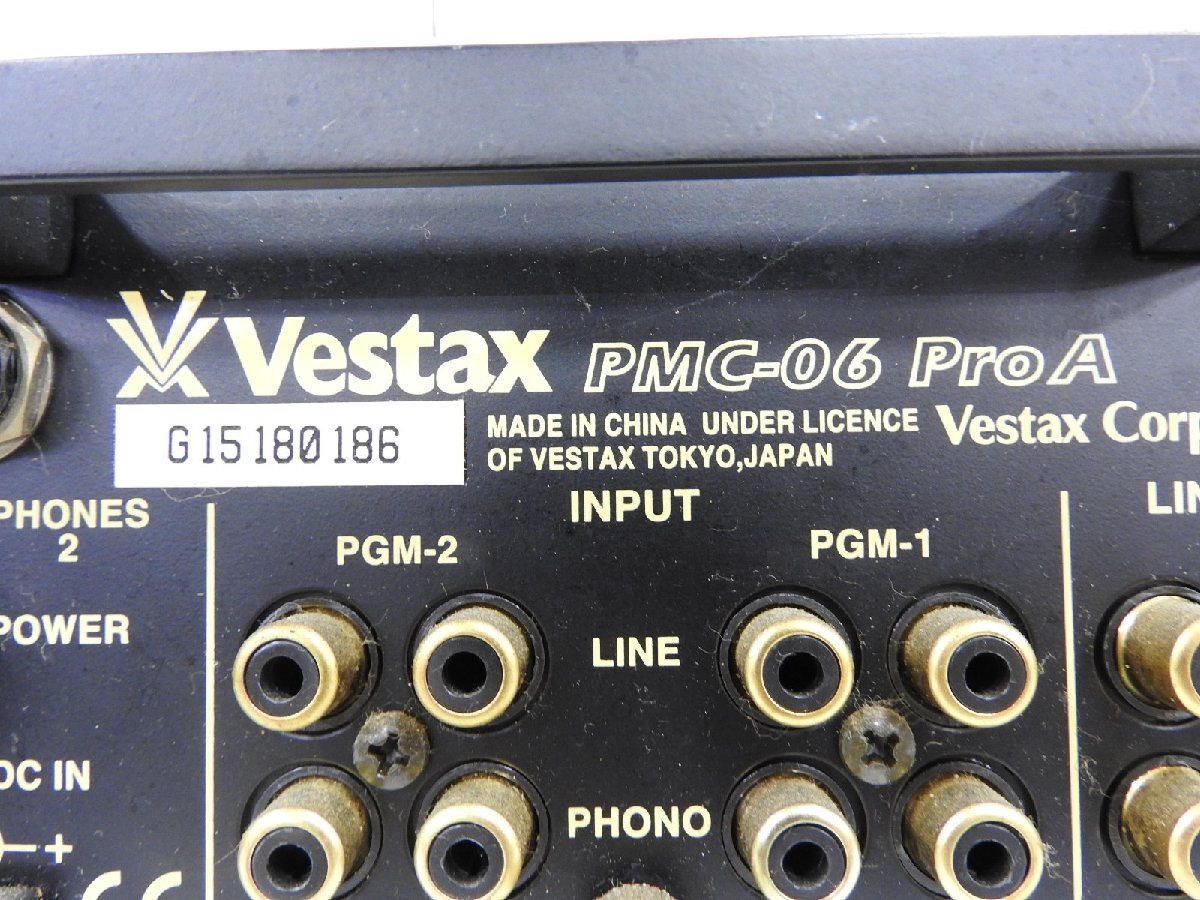 Vestax PMC-06 Pro A
G15180186
MADE IN CHINA UNDER LICENCE
OF VESTAX TOKYO,JAPAN
Vestax Corp
INPUT
PHONES
2
PGM-2
PGM-1
POWER
LINE
DC IN
PHONO
+
CE